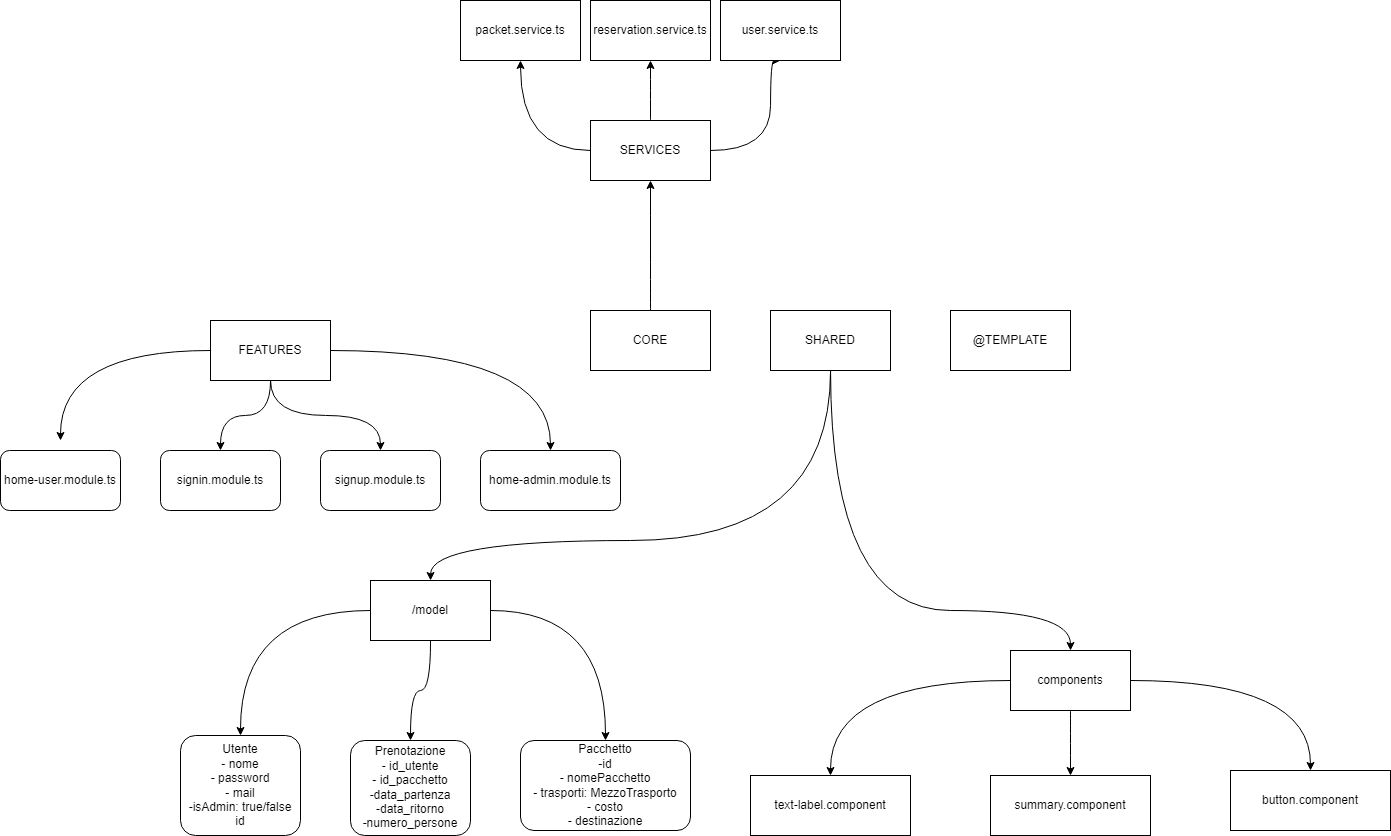 packet.service.ts
reservation.service.ts
user.service.ts
SERVICES
CORE
SHARED
@TEMPLATE
FEATURES
home-user.module.ts
signin.module.ts
signup.module.ts
home-admin.module.ts
/model
components
Utente
- nome
- password
- mail
-isAdmin: true/false
id
Prenotazione
- id_utente
- id_pacchetto
-data_partenza
-data_ritorno
-numero_persone
Pacchetto
-id
- nomePacchetto
- trasporti: MezzoTrasporto
- costo
- destinazione
text-label.component
summary.component
button.component